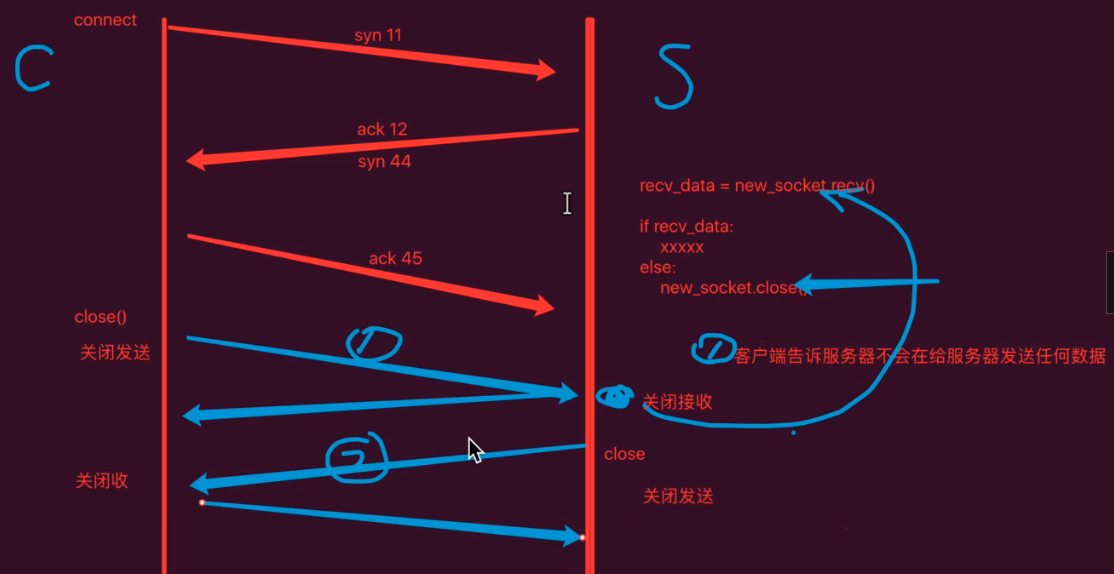 connect
C
syn 11
S
ack 12
syn 44
recv_data = new_socket.recv()
if recv_data:
xxxxx
else:
new_socket.close()
ack 45
close()
关闭发送
1
1 客户端告诉服务器不会在给服务器发送任何数据
关闭接收
close
关闭收
关闭发送